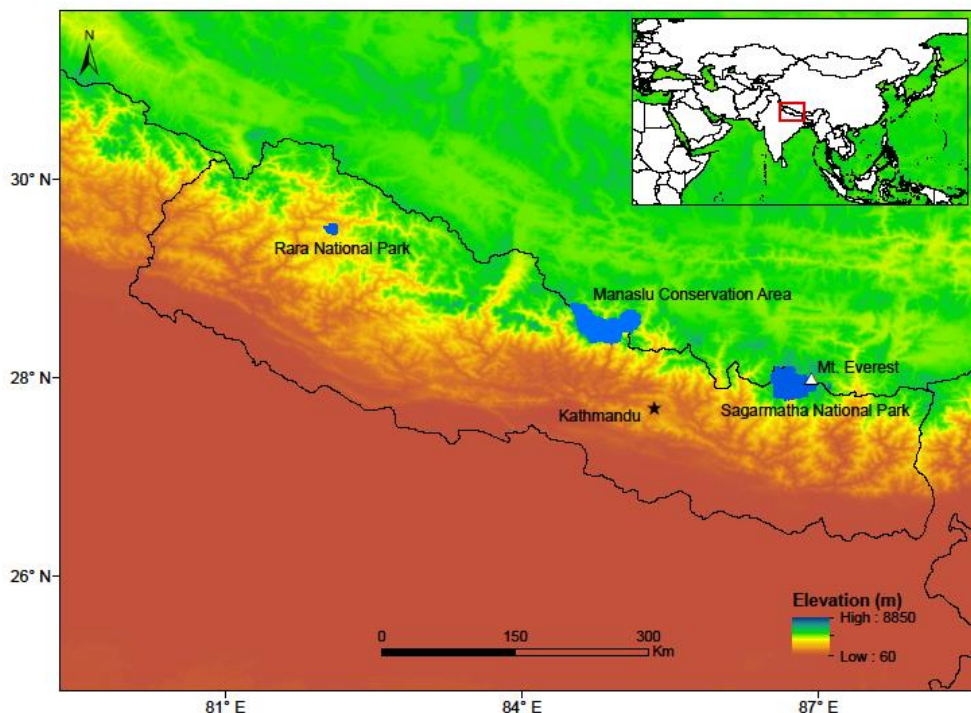 N
30° N
Rara National Park
Manaslu Conservation Area
Mt. Everest
28° N
Sagarmatha National Park
Kathmandu
26° N
Elevation (m)
High : 8850
Low : 60
0 150 300
Km
81° E 84° E 87° E